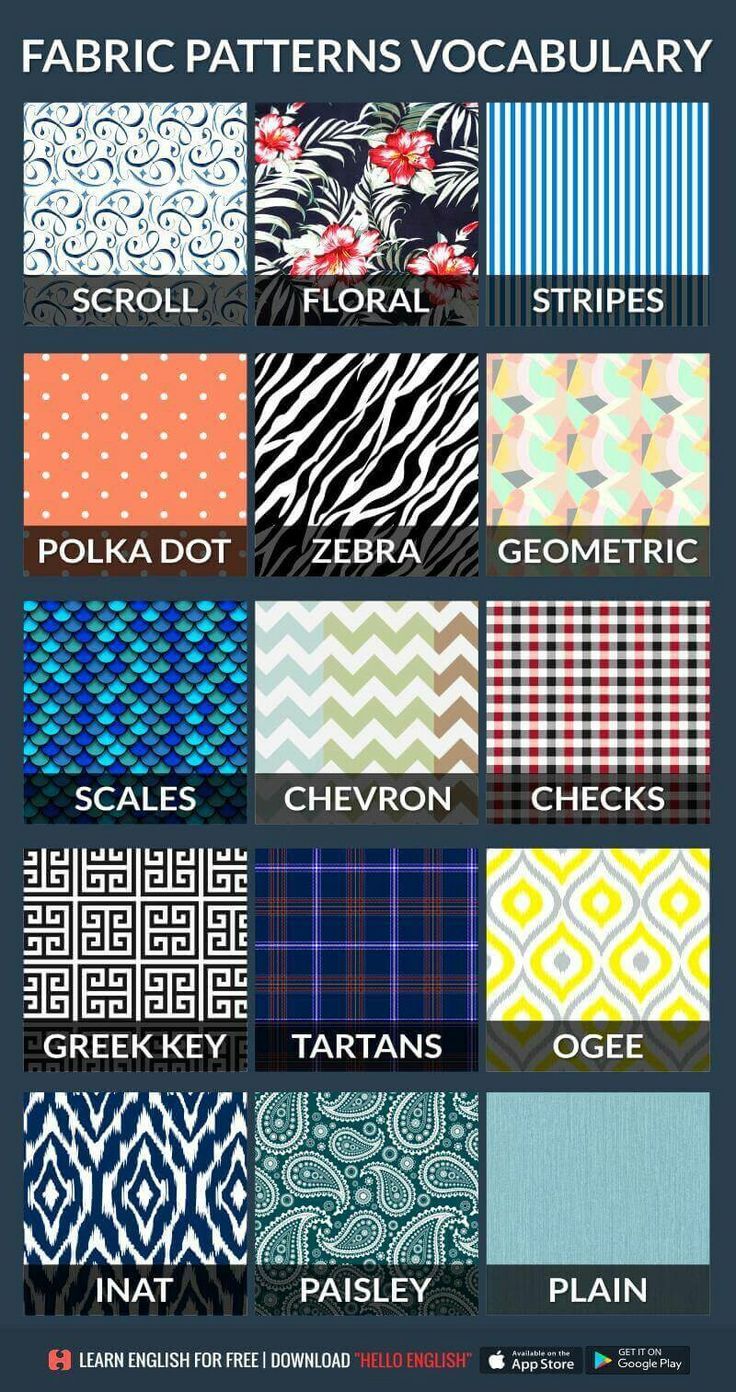 FABRIC PATTERNS VOCABULARY
SCROLL
FLORAL
STRIPES
POLKA DOT
ZEBRA
GEOMETRIC
SCALES
CHEVRON
CHECKS
GREEK KEY
TARTANS
OGEE
INAT
PAISLEY
PLAIN
LEARN ENGLISH FOR FREE | DOWNLOAD "HELLO ENGLISH"
Available on the
App Store
GET IT ON
Google Play